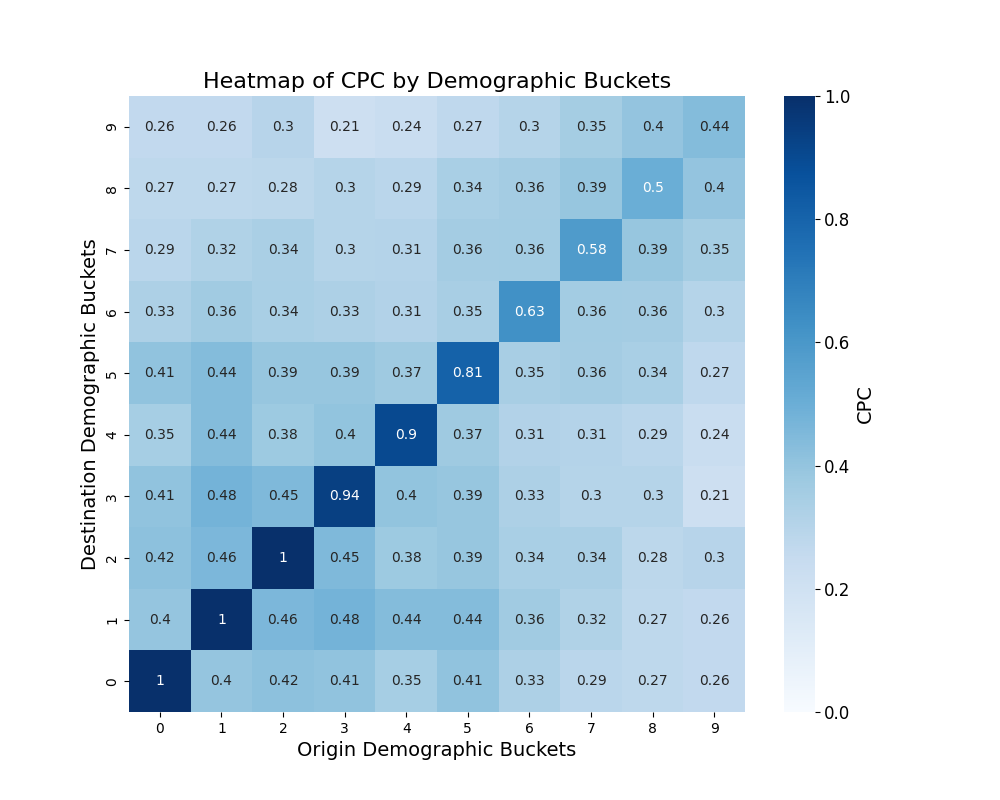 Heatmap of CPC by Demographic Buckets
9 0.26 0.26 0.3 0.21 0.24 0.27 0.3 0.35 0.4 0.44
8 0.27 0.27 0.28 0.3 0.29 0.34 0.36 0.39 0.5 0.4
7 0.29 0.32 0.34 0.3 0.31 0.36 0.36 0.58 0.39 0.35
6 0.33 0.36 0.34 0.33 0.31 0.35 0.63 0.36 0.36 0.3
5 0.41 0.44 0.39 0.39 0.37 0.81 0.35 0.36 0.34 0.27
4 0.35 0.44 0.38 0.4 0.9 0.37 0.31 0.31 0.29 0.24
3 0.41 0.48 0.45 0.94 0.4 0.39 0.33 0.3 0.3 0.21
2 0.42 0.46 1 0.45 0.38 0.39 0.34 0.34 0.28 0.3
1 0.4 1 0.46 0.48 0.44 0.44 0.36 0.32 0.27 0.26
0 1 0.4 0.42 0.41 0.35 0.41 0.33 0.29 0.27 0.26
0 1 2 3 4 5 6 7 8 9
Origin Demographic Buckets
Destination Demographic Buckets
1.0
0.8
0.6
0.4
0.2
0.0
CPC